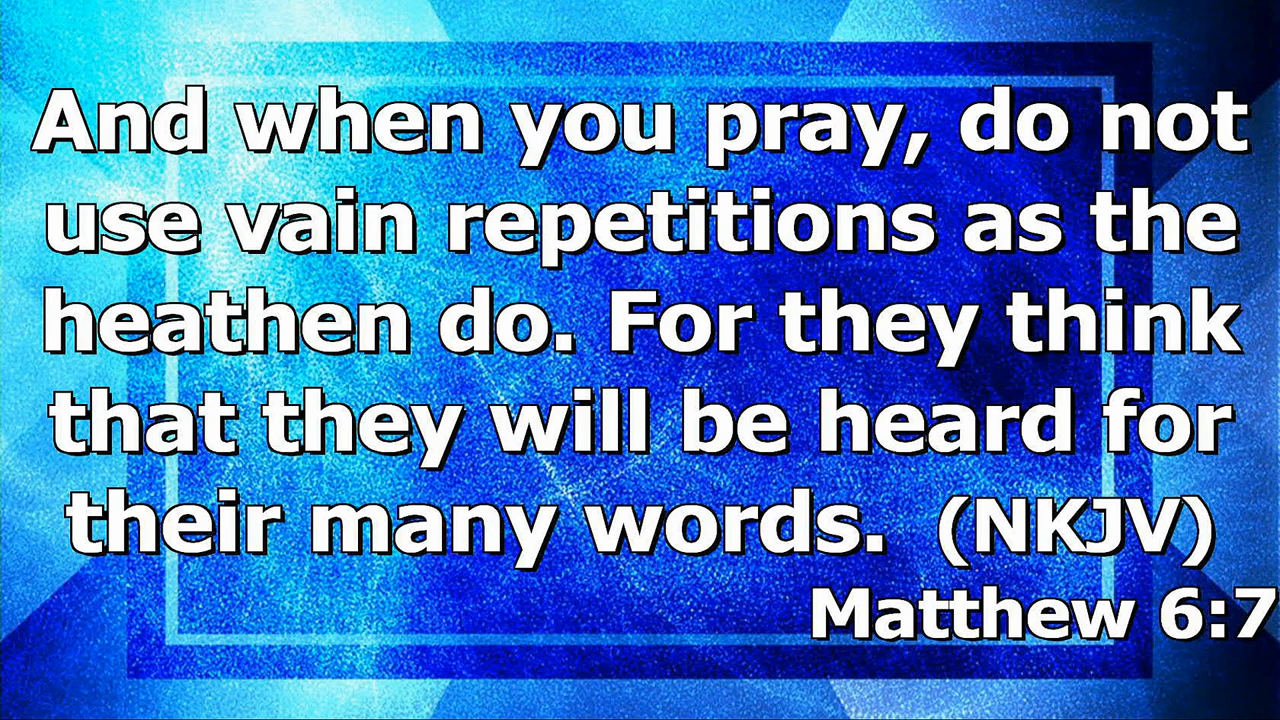 And when you pray, do not
use vain repetitions as the
heathen do. For they think
that they will be heard for
their many words. (NKJV)
Matthew 6:7